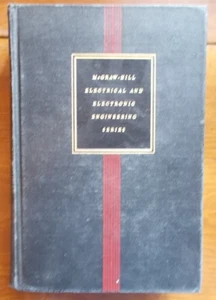 McGRAW-HILL
ELECTRICAL AND
ELECTRONIC
ENGINEERING
SERIES